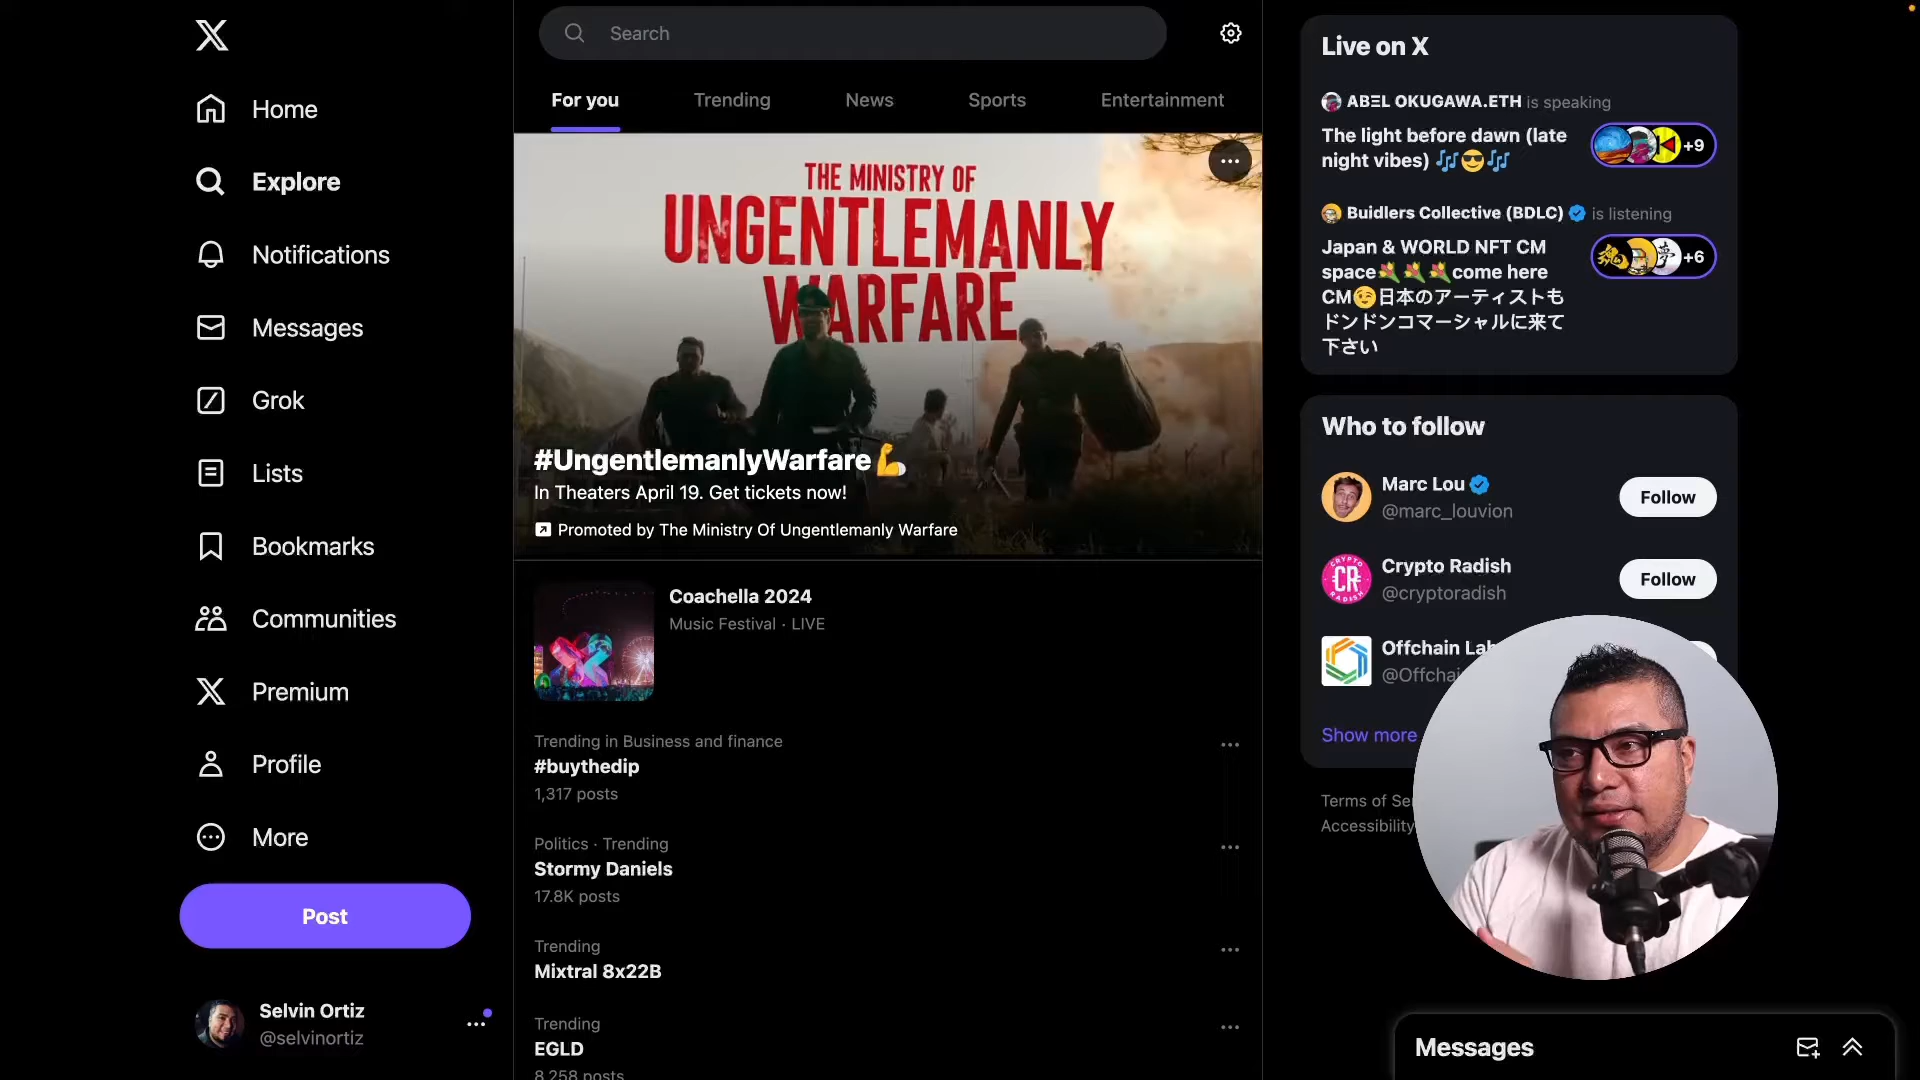 Home
Explore
Notifications
Messages
Grok
Lists
Bookmarks
Communities
Premium
Profile
More
Post
Selvin Ortiz
@selvinortiz
Search
For you
Trending
News
Sports
Entertainment
THE MINISTRY OF
UNGENTLEMANLY
WARFARE
#UngentlemanlyWarfare💪
In Theaters April 19. Get tickets now!
Promoted by The Ministry Of Ungentlemanly Warfare
Coachella 2024
Music Festival · LIVE
Trending in Business and finance
#buythedip
1,317 posts
Politics · Trending
Stormy Daniels
17.8K posts
Trending
Mixtral 8x22B
Trending
EGLD
8,258 posts
Live on X
ABΞL OKUGAWA.ETH is speaking
The light before dawn (late
night vibes) 🎶😎🎶
+9
Buidlers Collective (BDLC) is listening
Japan & WORLD NFT CM
space💐💐💐come here
CM😉日本のアーティストも
ドンドンコマーシャルに来て
下さい
+6
Who to follow
Marc Lou
@marc_louvion
Follow
Crypto Radish
@cryptoradish
Follow
Offchain Lab
@Offchai
Show more
Terms of Ser
Accessibility
Messages